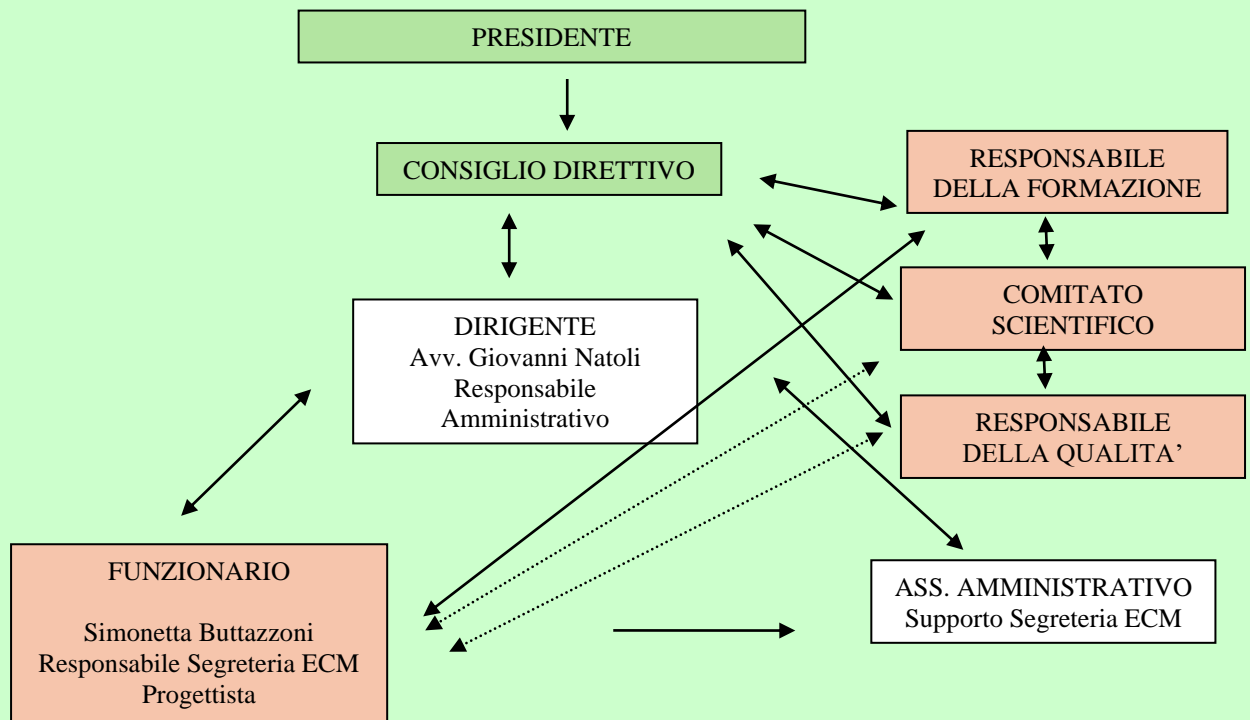 PRESIDENTE
CONSIGLIO DIRETTIVO
RESPONSABILE
DELLA FORMAZIONE
COMITATO
SCIENTIFICO
DIRIGENTE
Avv. Giovanni Natoli
Responsabile
Amministrativo
RESPONSABILE
DELLA QUALITA’
FUNZIONARIO
Simonetta Buttazzoni
Responsabile Segreteria ECM
Progettista
ASS. AMMINISTRATIVO
Supporto Segreteria ECM